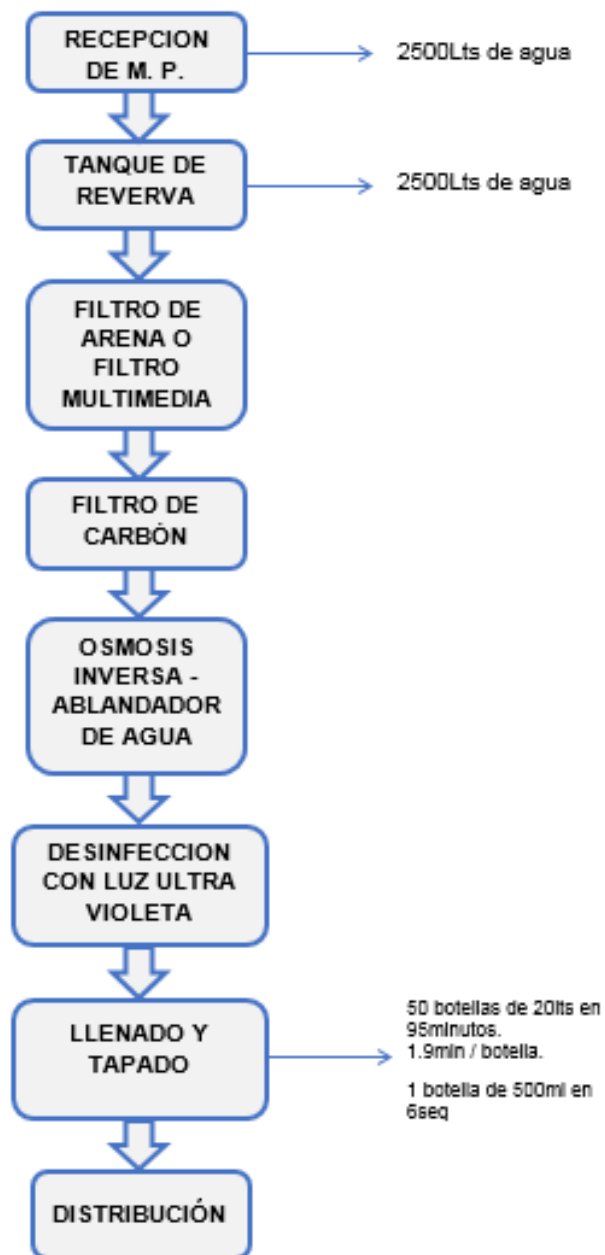 RECEPCION
DE M. P.
2500Lts de agua
TANQUE DE
REVERVA
2500Lts de agua
FILTRO DE
ARENA O
FILTRO
MULTIMEDIA
FILTRO DE
CARBÓN
OSMOSIS
INVERSA -
ABLANDADOR
DE AGUA
DESINFECCION
CON LUZ ULTRA
VIOLETA
LLENADO Y
TAPADO
50 botellas de 20lts en
95minutos.
1.9min / botella.
1 botella de 500ml en
6seg
DISTRIBUCIÓN